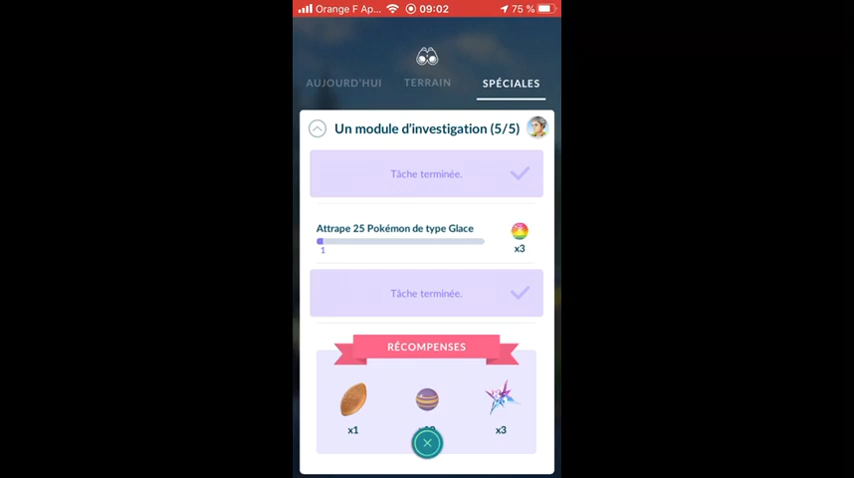 Orange F Ap... 09:02 75 %
AUJOURD'HUI TERRAIN SPÉCIALES
Un module d'investigation (5/5)
Tâche terminée.
Attrape 25 Pokémon de type Glace
1
x3
Tâche terminée.
RÉCOMPENSES
x1 x3